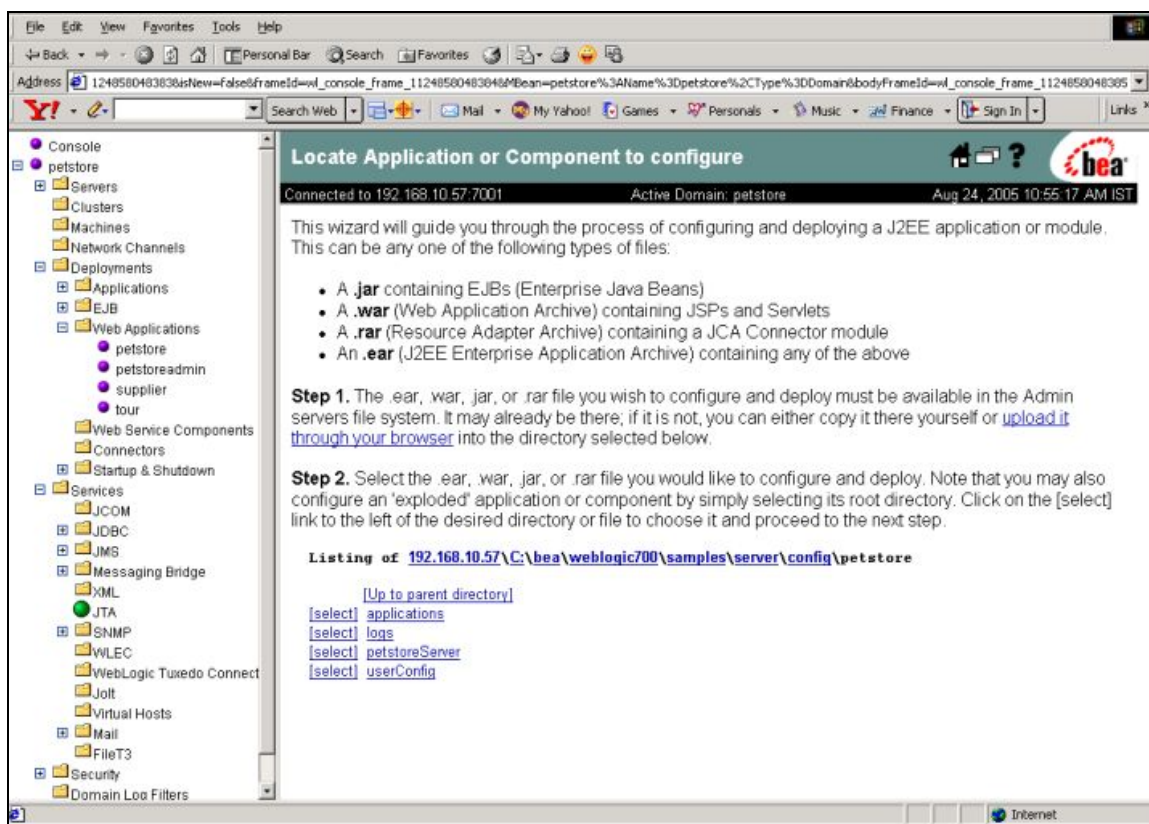 File Edit View Favorites Tools Help
Back Personal Bar Search Favorites
Address 1248580483838isNew=false&frameId=wl_console_frame_1124858048384&MBean=petstore%3AName%3Dpetstore%2CType%3DDomain&bodyFrameId=wl_console_frame_1124858048385
Y! Search Web Mail My Yahoo! Games Personals Music Finance Sign In Links
Console
petstore
Servers
Clusters
Machines
Network Channels
Deployments
Applications
EJB
Web Applications
petstore
petstoreadmin
supplier
tour
Web Service Components
Connectors
Startup & Shutdown
Services
JCOM
JDBC
JMS
Messaging Bridge
XML
JTA
SNMP
WLEC
WebLogic Tuxedo Connect
Jolt
Virtual Hosts
Mail
FileT3
Security
Domain Log Filters
Locate Application or Component to configure
? bea
Connected to 192.168.10.57:7001 Active Domain: petstore Aug 24, 2005 10:55:17 AM IST
This wizard will guide you through the process of configuring and deploying a J2EE application or module.
This can be any one of the following types of files:
• A .jar containing EJBs (Enterprise Java Beans)
• A .war (Web Application Archive) containing JSPs and Servlets
• A .rar (Resource Adapter Archive) containing a JCA Connector module
• An .ear (J2EE Enterprise Application Archive) containing any of the above
Step 1. The .ear, .war, .jar, or .rar file you wish to configure and deploy must be available in the Admin
servers file system. It may already be there; if it is not, you can either copy it there yourself or upload it
through your browser into the directory selected below.
Step 2. Select the .ear, .war, .jar, or .rar file you would like to configure and deploy. Note that you may also
configure an 'exploded' application or component by simply selecting its root directory. Click on the [select]
link to the left of the desired directory or file to choose it and proceed to the next step.
Listing of 192.168.10.57\C:\bea\weblogic700\samples\server\config\petstore
[Up to parent directory]
[select] applications
[select] logs
[select] petstoreServer
[select] userConfig
Internet